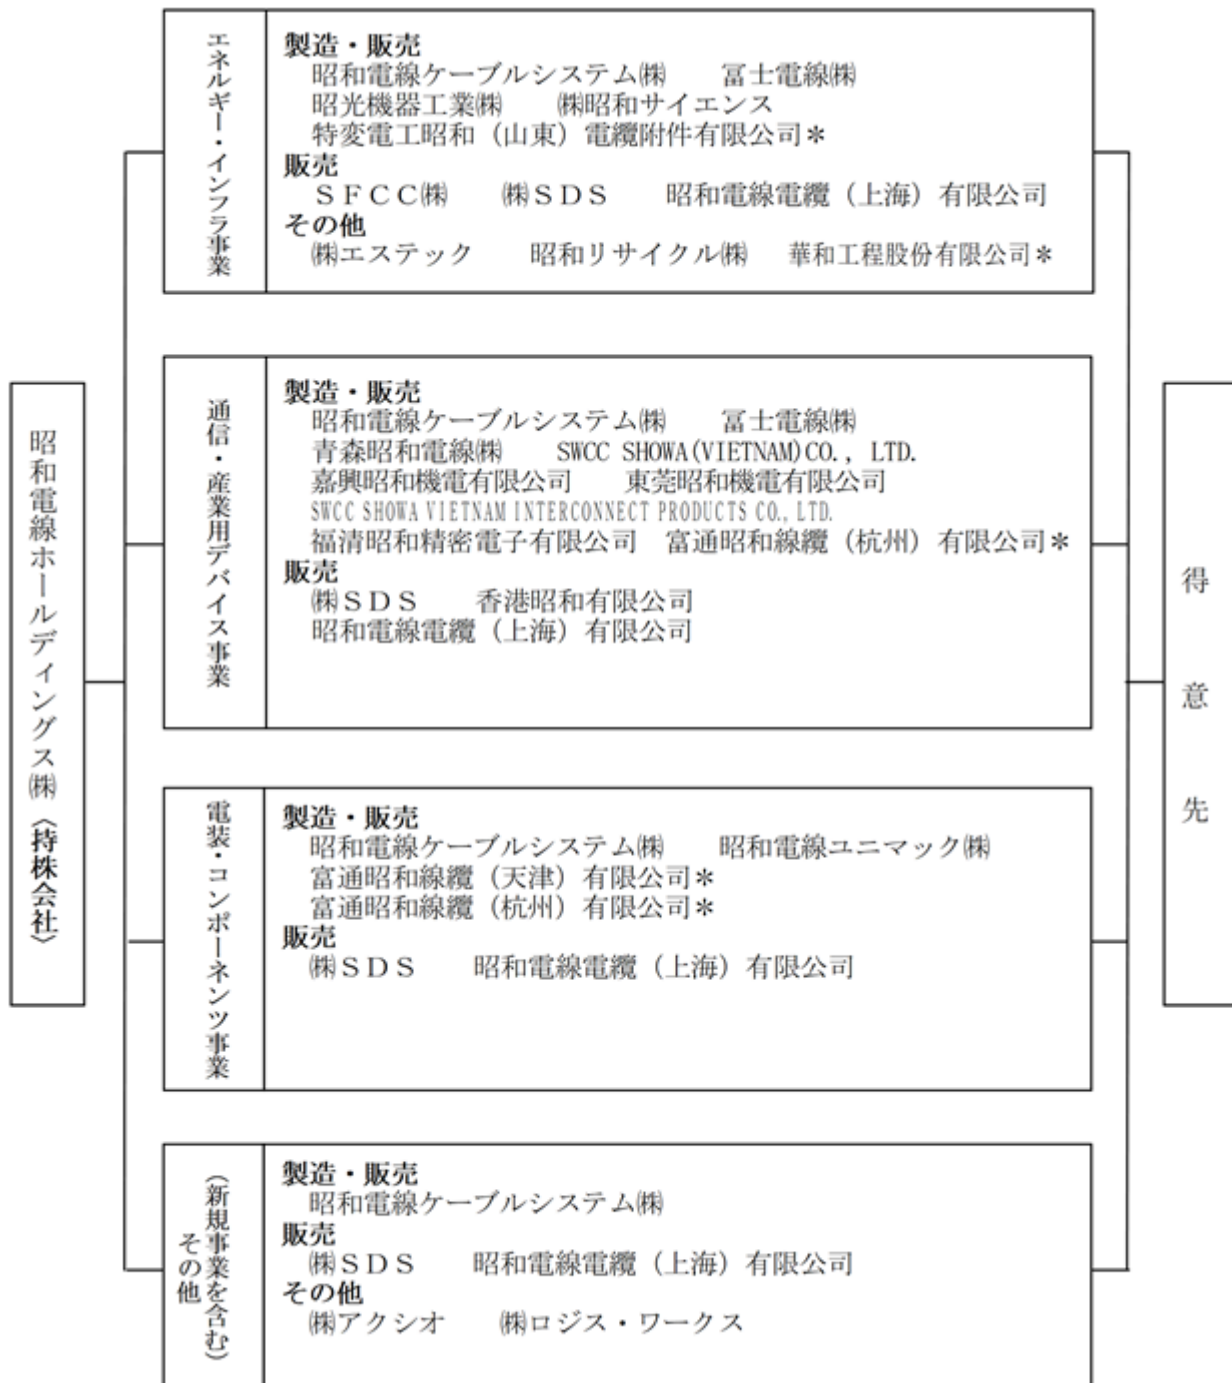 昭和電線ホールディングス㈱〈持株会社〉
エネルギー・インフラ事業
製造・販売
昭和電線ケーブルシステム㈱　冨士電線㈱
昭光機器工業㈱　㈱昭和サイエンス
特変電工昭和（山東）電纜附件有限公司＊
販売
ＳＦＣＣ㈱　㈱ＳＤＳ　昭和電線電纜（上海）有限公司
その他
㈱エステック　昭和リサイクル㈱　華和工程股份有限公司＊
通信・産業用デバイス事業
製造・販売
昭和電線ケーブルシステム㈱　冨士電線㈱
青森昭和電線㈱　SWCC SHOWA(VIETNAM)CO., LTD.
嘉興昭和機電有限公司　東莞昭和機電有限公司
SWCC SHOWA VIETNAM INTERCONNECT PRODUCTS CO., LTD.
福清昭和精密電子有限公司　富通昭和線纜（杭州）有限公司＊
販売
㈱ＳＤＳ　香港昭和有限公司
昭和電線電纜（上海）有限公司
電装・コンポーネンツ事業
製造・販売
昭和電線ケーブルシステム㈱　昭和電線ユニマック㈱
富通昭和線纜（天津）有限公司＊
富通昭和線纜（杭州）有限公司＊
販売
㈱ＳＤＳ　昭和電線電纜（上海）有限公司
（新規事業を含む）
その他
製造・販売
昭和電線ケーブルシステム㈱
販売
㈱ＳＤＳ　昭和電線電纜（上海）有限公司
その他
㈱アクシオ　㈱ロジス・ワークス
得意先